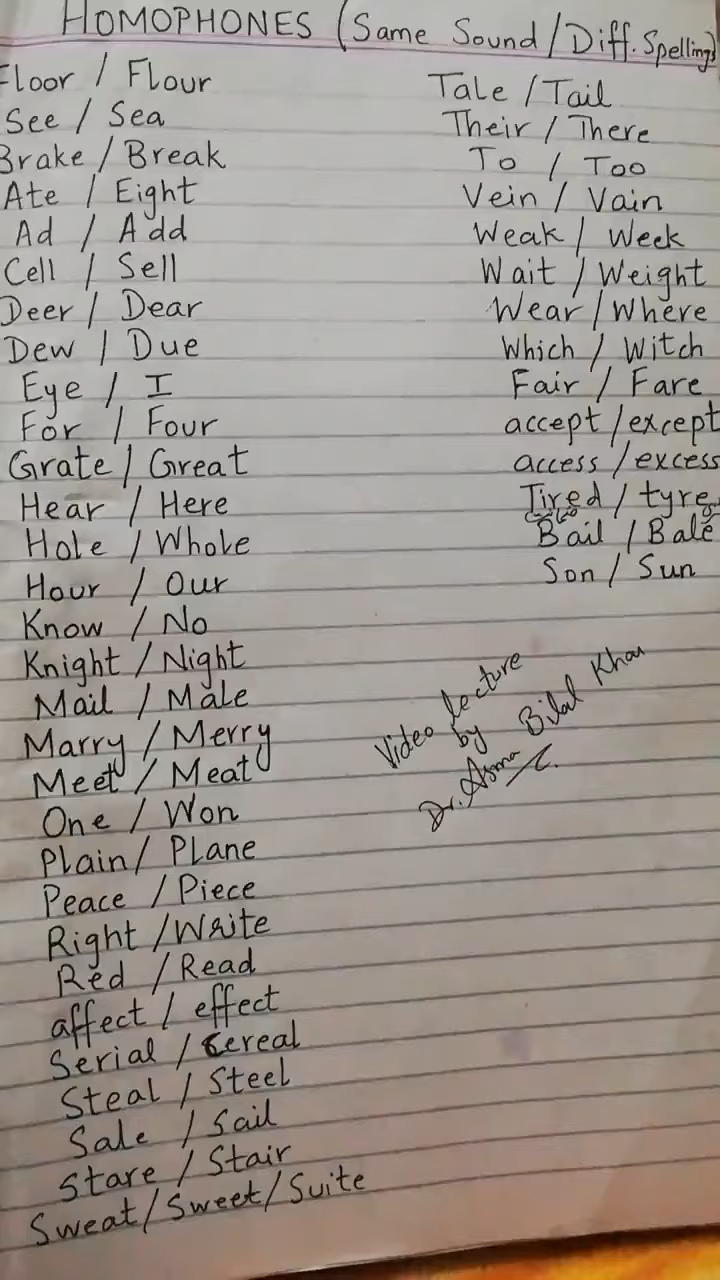 HOMOPHONES (Same Sound/Diff. Spellings)
Floor / Flour
See / Sea
Brake / Break
Ate / Eight
Ad / Add
Cell / Sell
Deer / Dear
Dew / Due
Eye / I
For / Four
Grate / Great
Hear / Here
Hole / Whole
Hour / Our
Know / No
Knight / Night
Mail / Male
Marry / Merry
Meet / Meat
One / Won
Plain / Plane
Peace / Piece
Right / Write
Red / Read
affect / effect
Serial / Cereal
Steal / Steel
Sale / Sail
Stare / Stair
Sweat/Sweet/Suite
Tale / Tail
Their / There
To / Too
Vein / Vain
Weak / Week
Wait / Weight
Wear / Where
Which / Witch
Fair / Fare
accept / except
access / excess
Tired / tyre
Bail / Bale
Son / Sun
Video lecture
by
Dr. Asma Bilal Khan